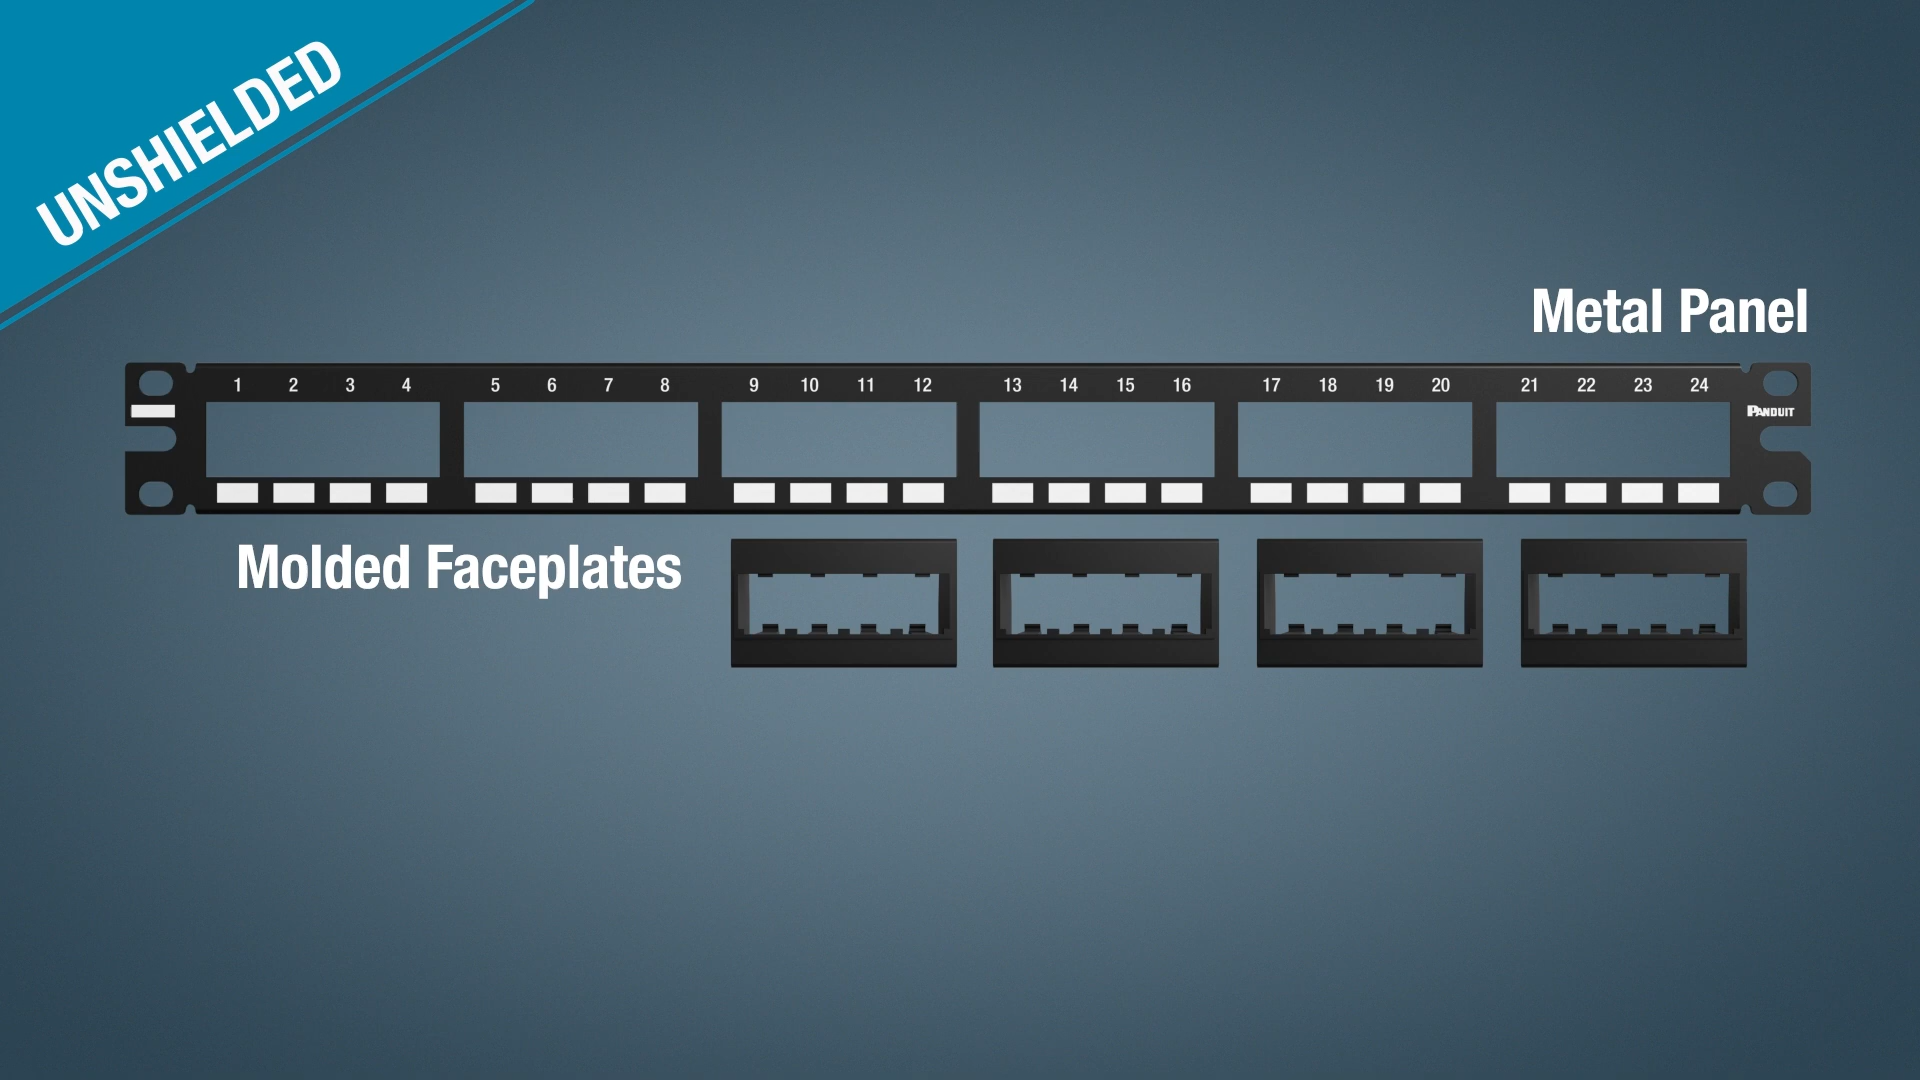 UNSHIELDED
Metal Panel
1 2 3 4 5 6 7 8 9 10 11 12 13 14 15 16 17 18 19 20 21 22 23 24
PANDUIT
Molded Faceplates